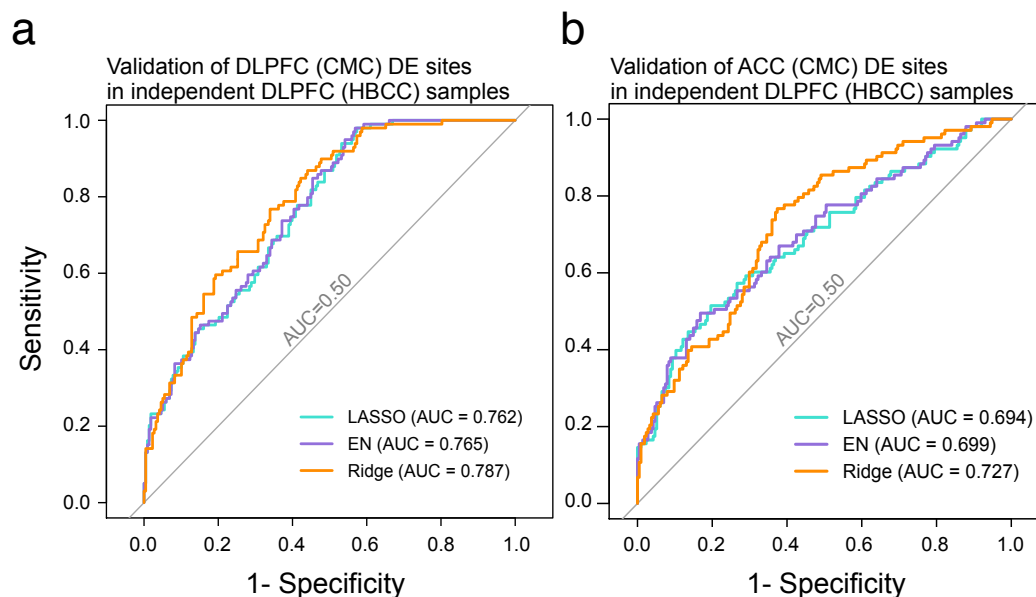 a
Validation of DLPFC (CMC) DE sites
in independent DLPFC (HBCC) samples
Sensitivity
1.0
0.8
0.6
0.4
0.2
0.0
AUC=0.50
LASSO (AUC = 0.762)
EN (AUC = 0.765)
Ridge (AUC = 0.787)
0.0 0.2 0.4 0.6 0.8 1.0
1- Specificity
b
Validation of ACC (CMC) DE sites
in independent DLPFC (HBCC) samples
1.0
0.8
0.6
0.4
0.2
0.0
AUC=0.50
LASSO (AUC = 0.694)
EN (AUC = 0.699)
Ridge (AUC = 0.727)
0.0 0.2 0.4 0.6 0.8 1.0
1- Specificity